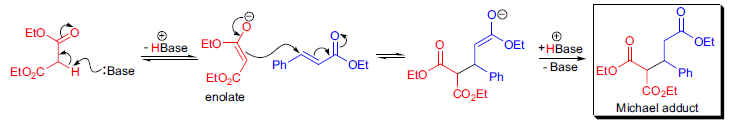 O
EtO
EtO₂C
H
:Base
⊕
- HBase
O⊖
EtO
EtO₂C
enolate
O
Ph
OEt
O⊖
OEt
O
EtO
Ph
CO₂Et
⊕
+HBase
- Base
O
OEt
O
EtO
Ph
CO₂Et
Michael adduct